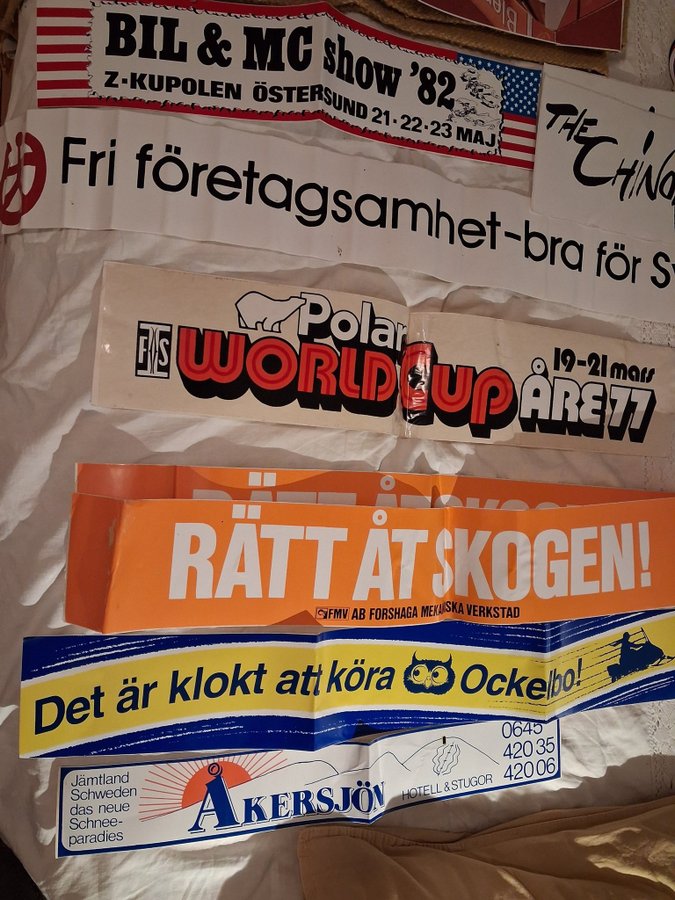 BIL & MC show '82
Z-KUPOLEN ÖSTERSUND 21-22-23 MAJ
THE
Fri företagsamhet-bra för
Polar
FIS
WORLD CUP
19-21 mars
ÅRE 77
RÄTT ÅT SKOGEN!
FMV AB FORSHAGA MEKANISKA VERKSTAD
Det är klokt att köra Ockelbo!
Jämtland
Schweden
das neue
Schnee-
paradies
ÅKERSJÖN
HOTELL & STUGOR
0645
420 35
420 06